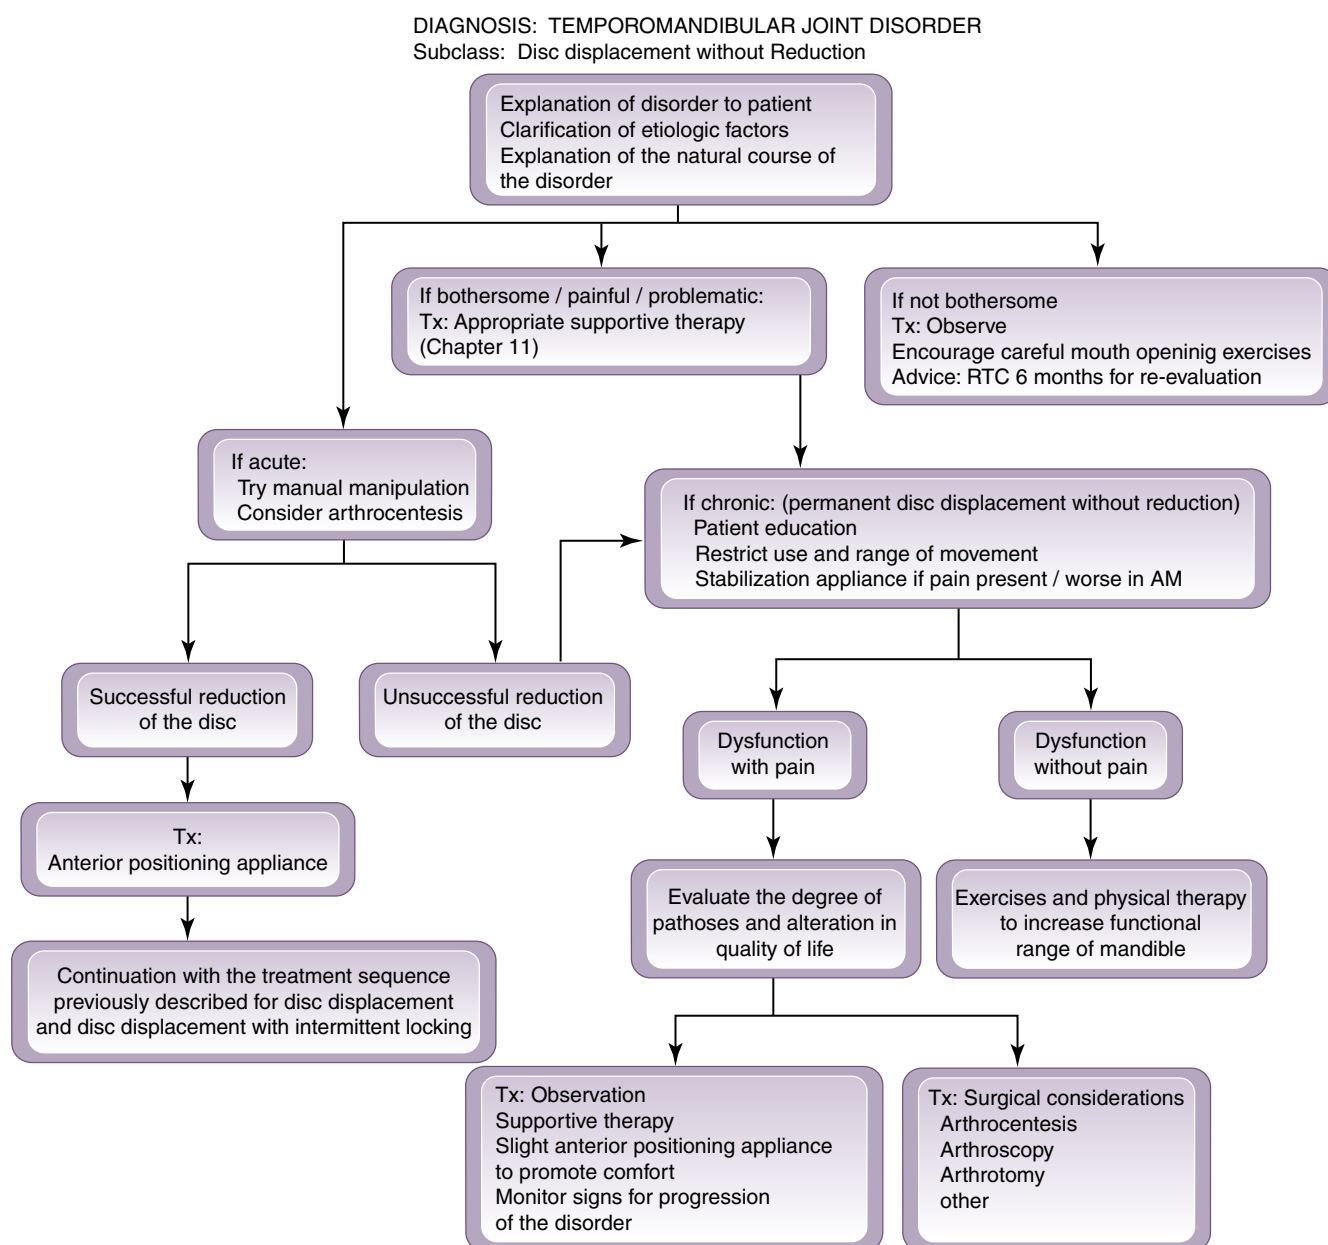 DIAGNOSIS: TEMPOROMANDIBULAR JOINT DISORDER
Subclass: Disc displacement without Reduction
Explanation of disorder to patient
Clarification of etiologic factors
Explanation of the natural course of
the disorder
If bothersome / painful / problematic:
Tx: Appropriate supportive therapy
(Chapter 11)
If not bothersome
Tx: Observe
Encourage careful mouth openinig exercises
Advice: RTC 6 months for re-evaluation
If acute:
Try manual manipulation
Consider arthrocentesis
If chronic: (permanent disc displacement without reduction)
Patient education
Restrict use and range of movement
Stabilization appliance if pain present / worse in AM
Successful reduction
of the disc
Unsuccessful reduction
of the disc
Dysfunction
with pain
Dysfunction
without pain
Tx:
Anterior positioning appliance
Evaluate the degree of
pathoses and alteration in
quality of life
Exercises and physical therapy
to increase functional
range of mandible
Continuation with the treatment sequence
previously described for disc displacement
and disc displacement with intermittent locking
Tx: Observation
Supportive therapy
Slight anterior positioning appliance
to promote comfort
Monitor signs for progression
of the disorder
Tx: Surgical considerations
Arthrocentesis
Arthroscopy
Arthrotomy
other